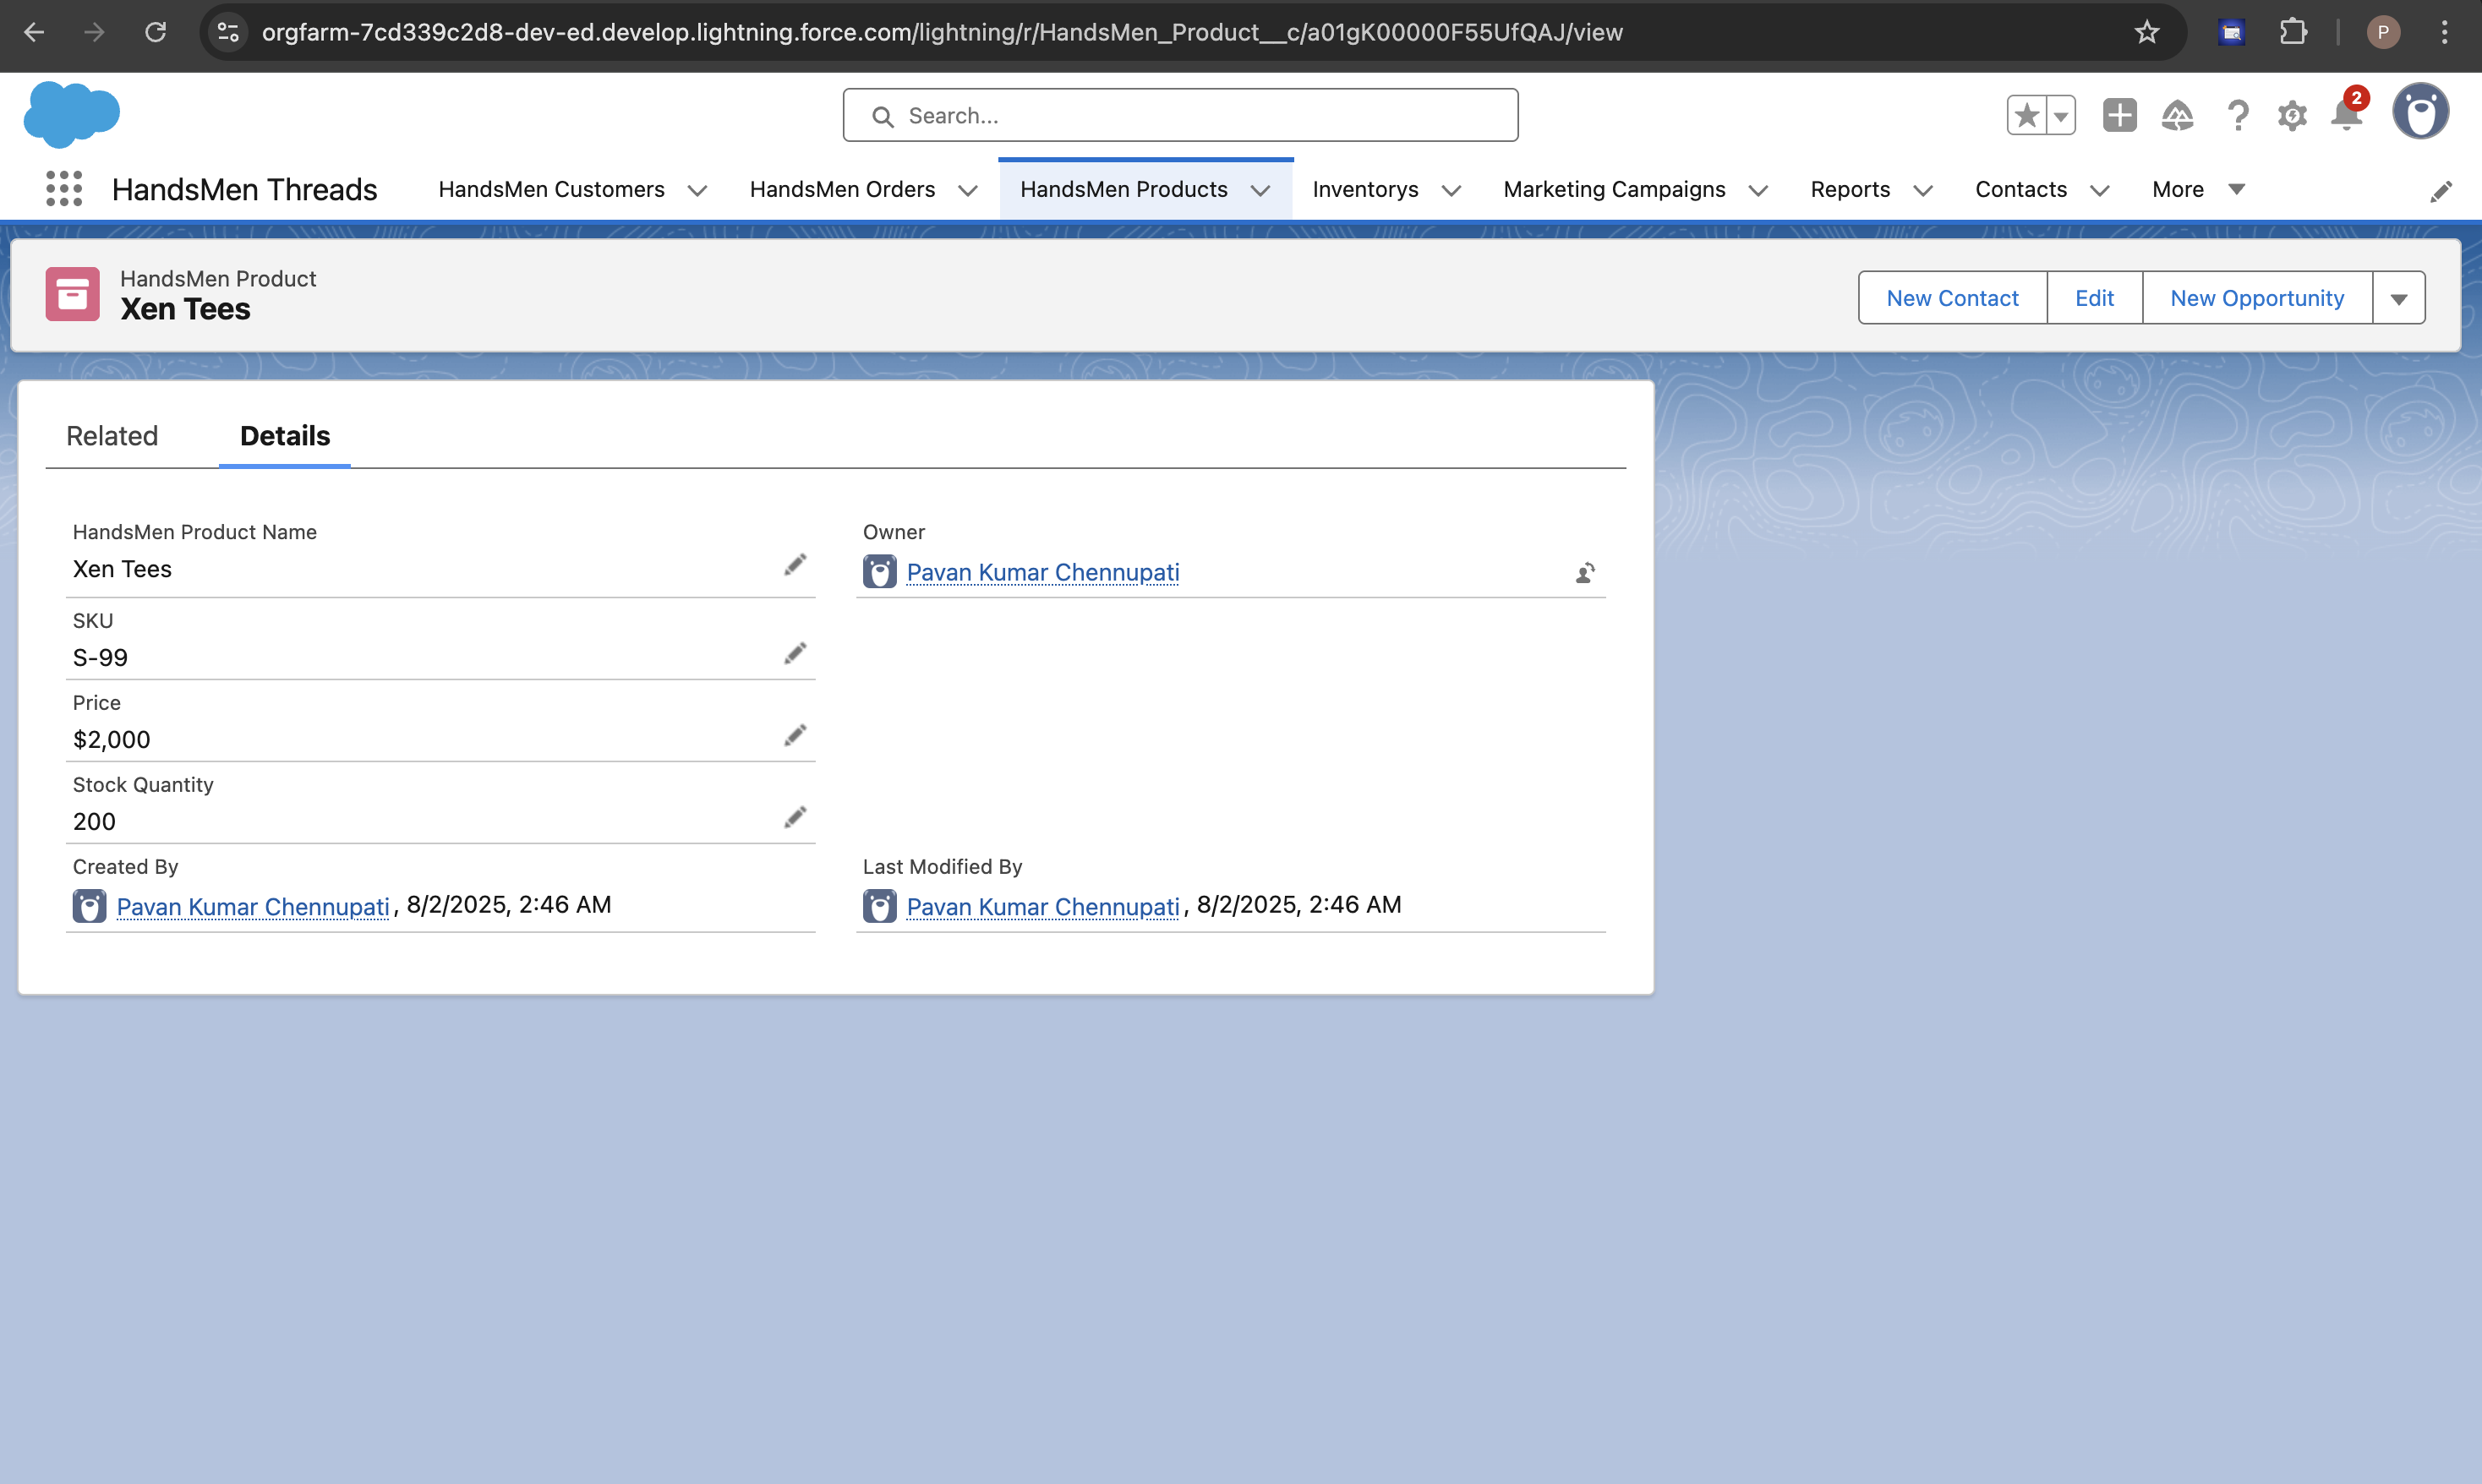 orgfarm-7cd339c2d8-dev-ed.develop.lightning.force.com/lightning/r/HandsMen_Product__c/a01gK00000F55UfQAJ/view
P
Search...
2
HandsMen Threads
HandsMen Customers
HandsMen Orders
HandsMen Products
Inventorys
Marketing Campaigns
Reports
Contacts
More
HandsMen Product
Xen Tees
New Contact
Edit
New Opportunity
Related
Details
HandsMen Product Name
Xen Tees
Owner
Pavan Kumar Chennupati
SKU
S-99
Price
$2,000
Stock Quantity
200
Created By
Pavan Kumar Chennupati, 8/2/2025, 2:46 AM
Last Modified By
Pavan Kumar Chennupati, 8/2/2025, 2:46 AM